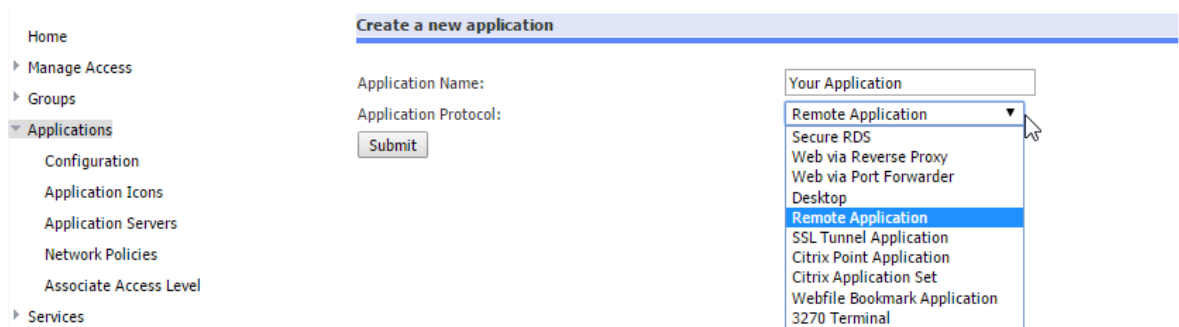 Home
Manage Access
Groups
Applications
Configuration
Application Icons
Application Servers
Network Policies
Associate Access Level
Services
Create a new application
Application Name:
Your Application
Application Protocol:
Remote Application
Submit
Secure RDS
Web via Reverse Proxy
Web via Port Forwarder
Desktop
Remote Application
SSL Tunnel Application
Citrix Point Application
Citrix Application Set
Webfile Bookmark Application
3270 Terminal